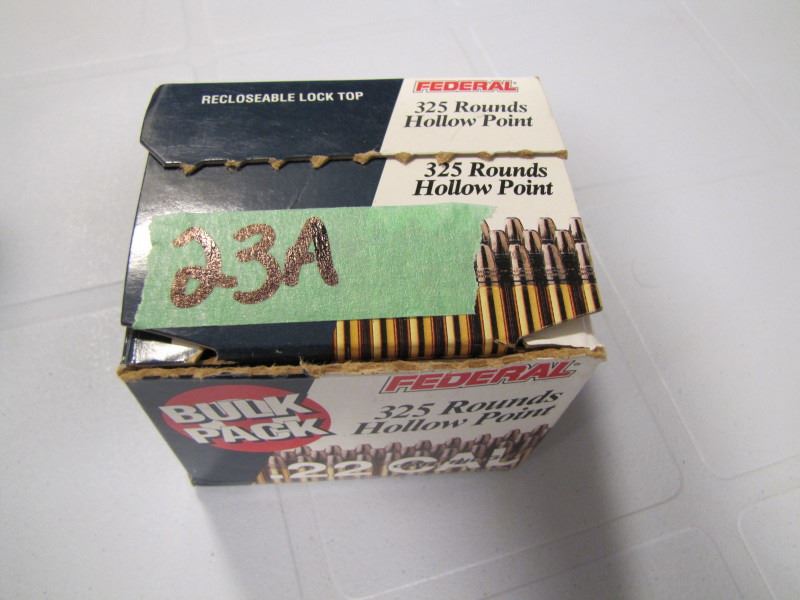 RECLOSEABLE LOCK TOP
FEDERAL
325 Rounds
Hollow Point
325 Rounds
Hollow Point
23A
BULK
PACK
FEDERAL
325 Rounds
Hollow Point
.22 CAL